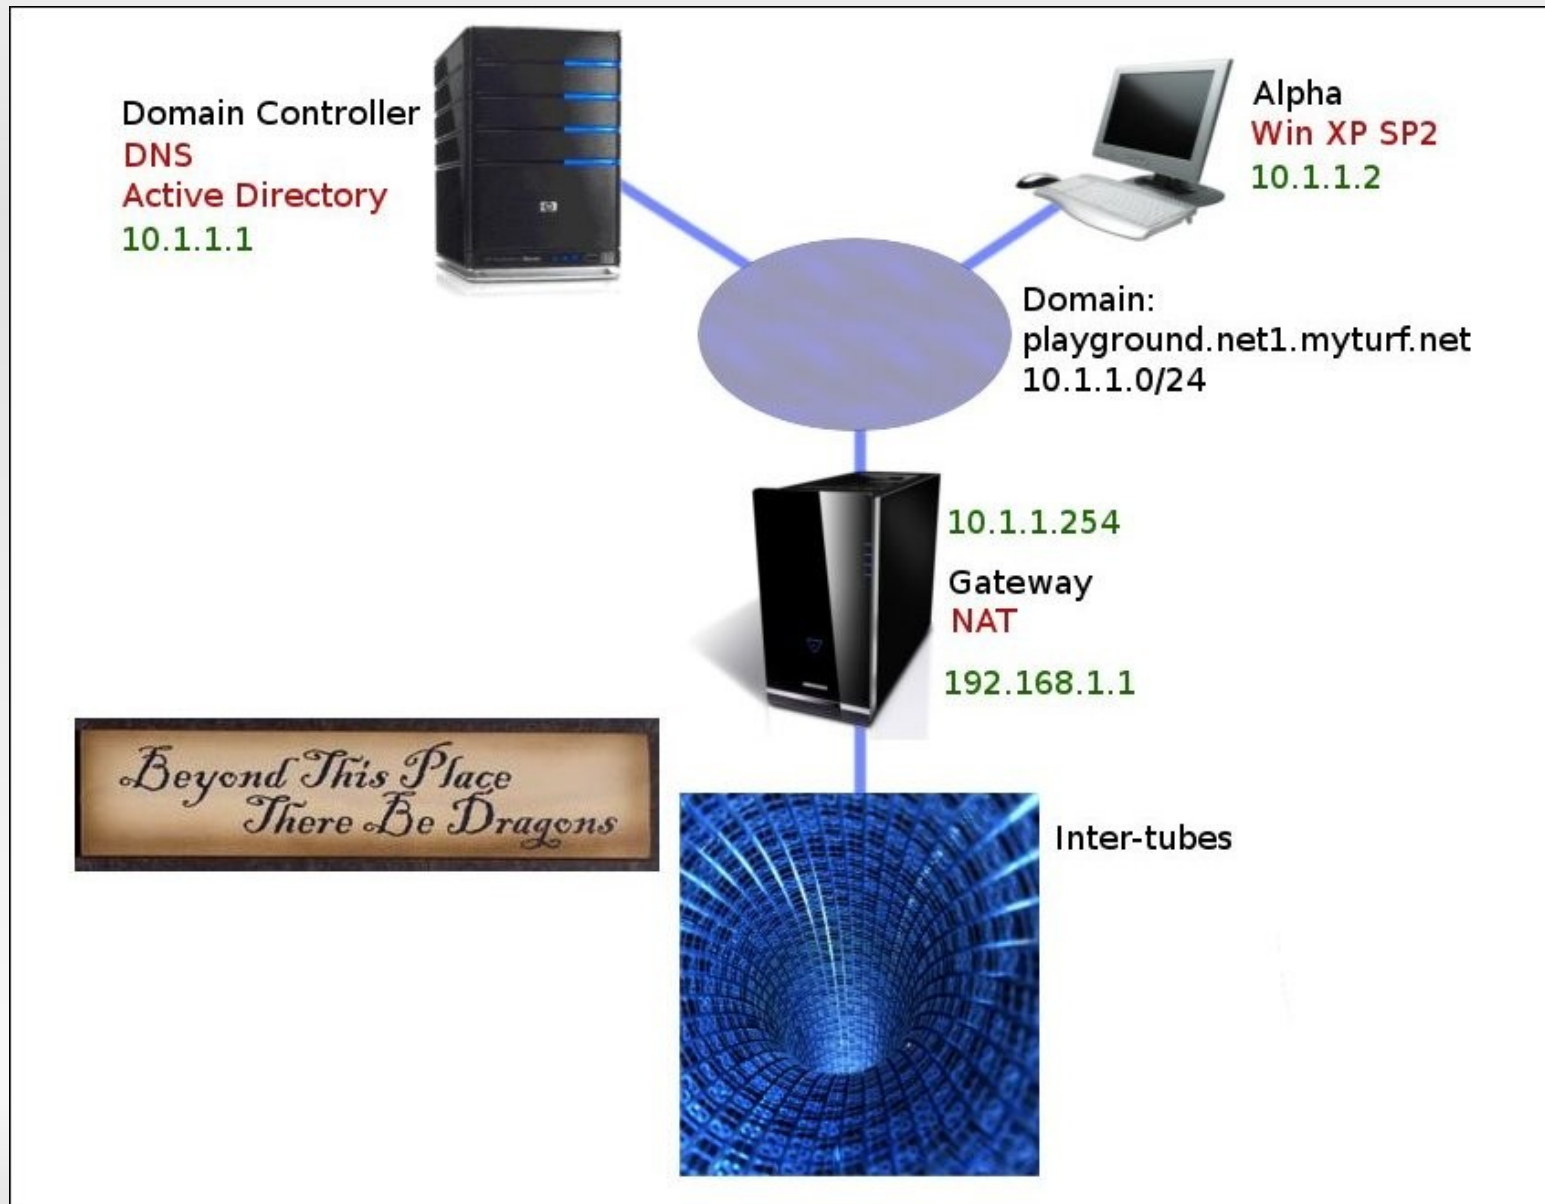 Domain Controller
DNS
Active Directory
10.1.1.1
Alpha
Win XP SP2
10.1.1.2
Domain:
playground.net1.myturf.net
10.1.1.0/24
10.1.1.254
Gateway
NAT
192.168.1.1
Beyond This Place
There Be Dragons
Inter-tubes